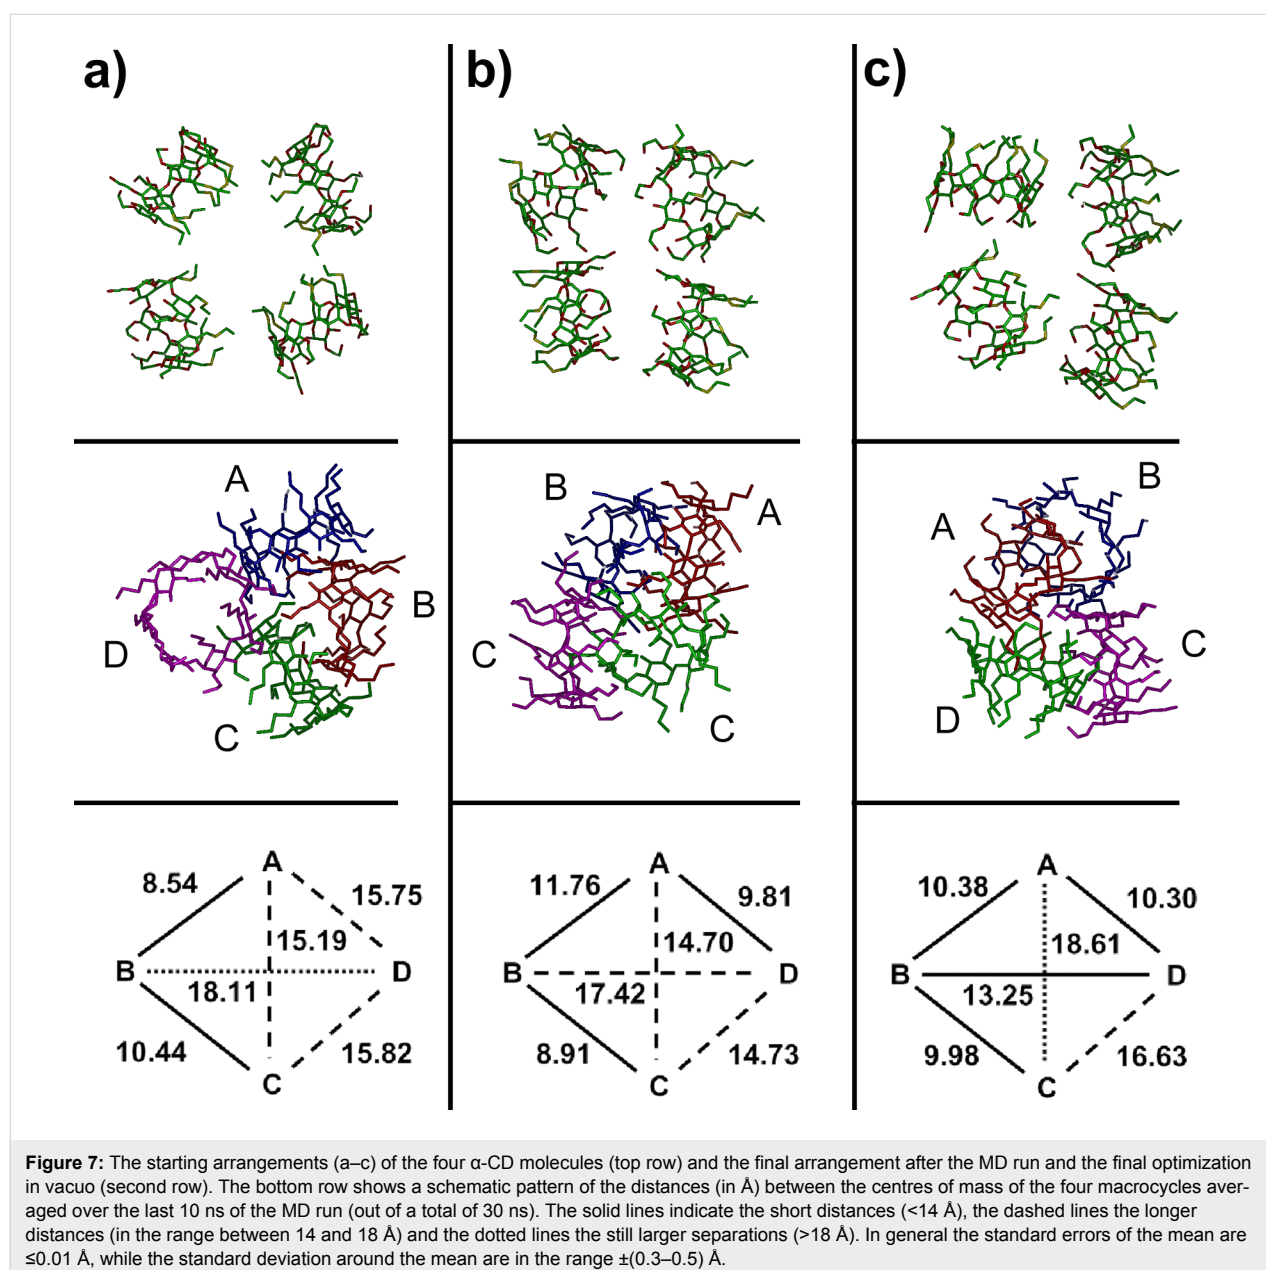 a)
b)
c)
A
B
D
C
B
A
C
C
B
A
C
D
A
8.54
15.75
15.19
B
D
18.11
10.44
15.82
C
A
11.76
9.81
14.70
B
D
17.42
8.91
14.73
C
A
10.38
10.30
18.61
B
D
13.25
9.98
16.63
C
Figure 7: The starting arrangements (a–c) of the four α-CD molecules (top row) and the final arrangement after the MD run and the final optimization
in vacuo (second row). The bottom row shows a schematic pattern of the distances (in Å) between the centres of mass of the four macrocycles aver-
aged over the last 10 ns of the MD run (out of a total of 30 ns). The solid lines indicate the short distances (<14 Å), the dashed lines the longer
distances (in the range between 14 and 18 Å) and the dotted lines the still larger separations (>18 Å). In general the standard errors of the mean are
≤0.01 Å, while the standard deviation around the mean are in the range ±(0.3–0.5) Å.